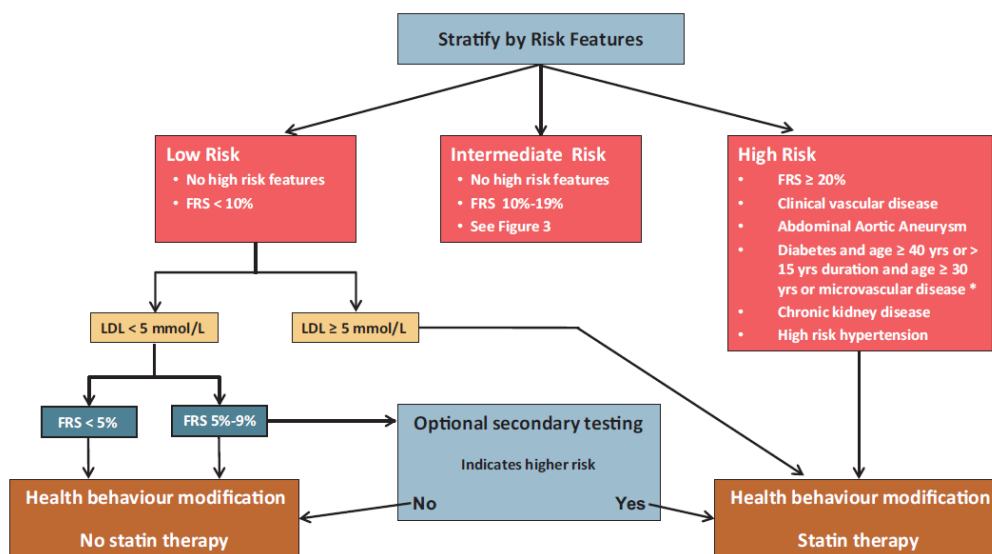 Stratify by Risk Features
Low Risk
• No high risk features
• FRS < 10%
Intermediate Risk
• No high risk features
• FRS 10%-19%
• See Figure 3
High Risk
• FRS ≥ 20%
• Clinical vascular disease
• Abdominal Aortic Aneurysm
• Diabetes and age ≥ 40 yrs or >
15 yrs duration and age ≥ 30
yrs or microvascular disease *
• Chronic kidney disease
• High risk hypertension
LDL < 5 mmol/L
LDL ≥ 5 mmol/L
FRS < 5%
FRS 5%-9%
Optional secondary testing
Indicates higher risk
No
Yes
Health behaviour modification
No statin therapy
Health behaviour modification
Statin therapy